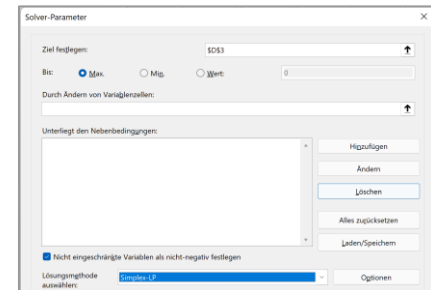 Solver-Parameter
Ziel festlegen: $D$3
Bis: Max. Min. Wert: 0
Durch Ändern von Variablenzellen:
Unterliegt den Nebenbedingungen:
Hinzufügen
Ändern
Löschen
Alles zurücksetzen
Laden/Speichern
Nicht eingeschränkte Variablen als nicht-negativ festlegen
Lösungsmethode auswählen: Simplex-LP Optionen